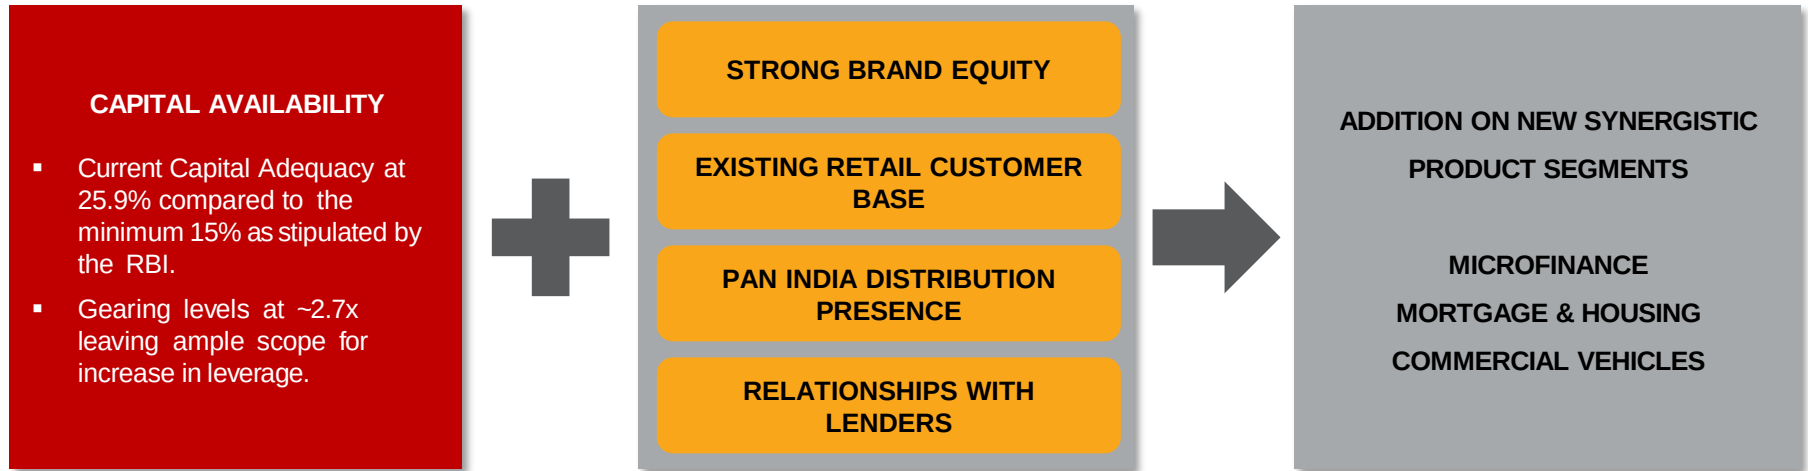 CAPITAL AVAILABILITY
▪ Current Capital Adequacy at
25.9% compared to the
minimum 15% as stipulated by
the RBI.
▪ Gearing levels at ~2.7x
leaving ample scope for
increase in leverage.
STRONG BRAND EQUITY
EXISTING RETAIL CUSTOMER
BASE
PAN INDIA DISTRIBUTION
PRESENCE
RELATIONSHIPS WITH
LENDERS
ADDITION ON NEW SYNERGISTIC
PRODUCT SEGMENTS
MICROFINANCE
MORTGAGE & HOUSING
COMMERCIAL VEHICLES